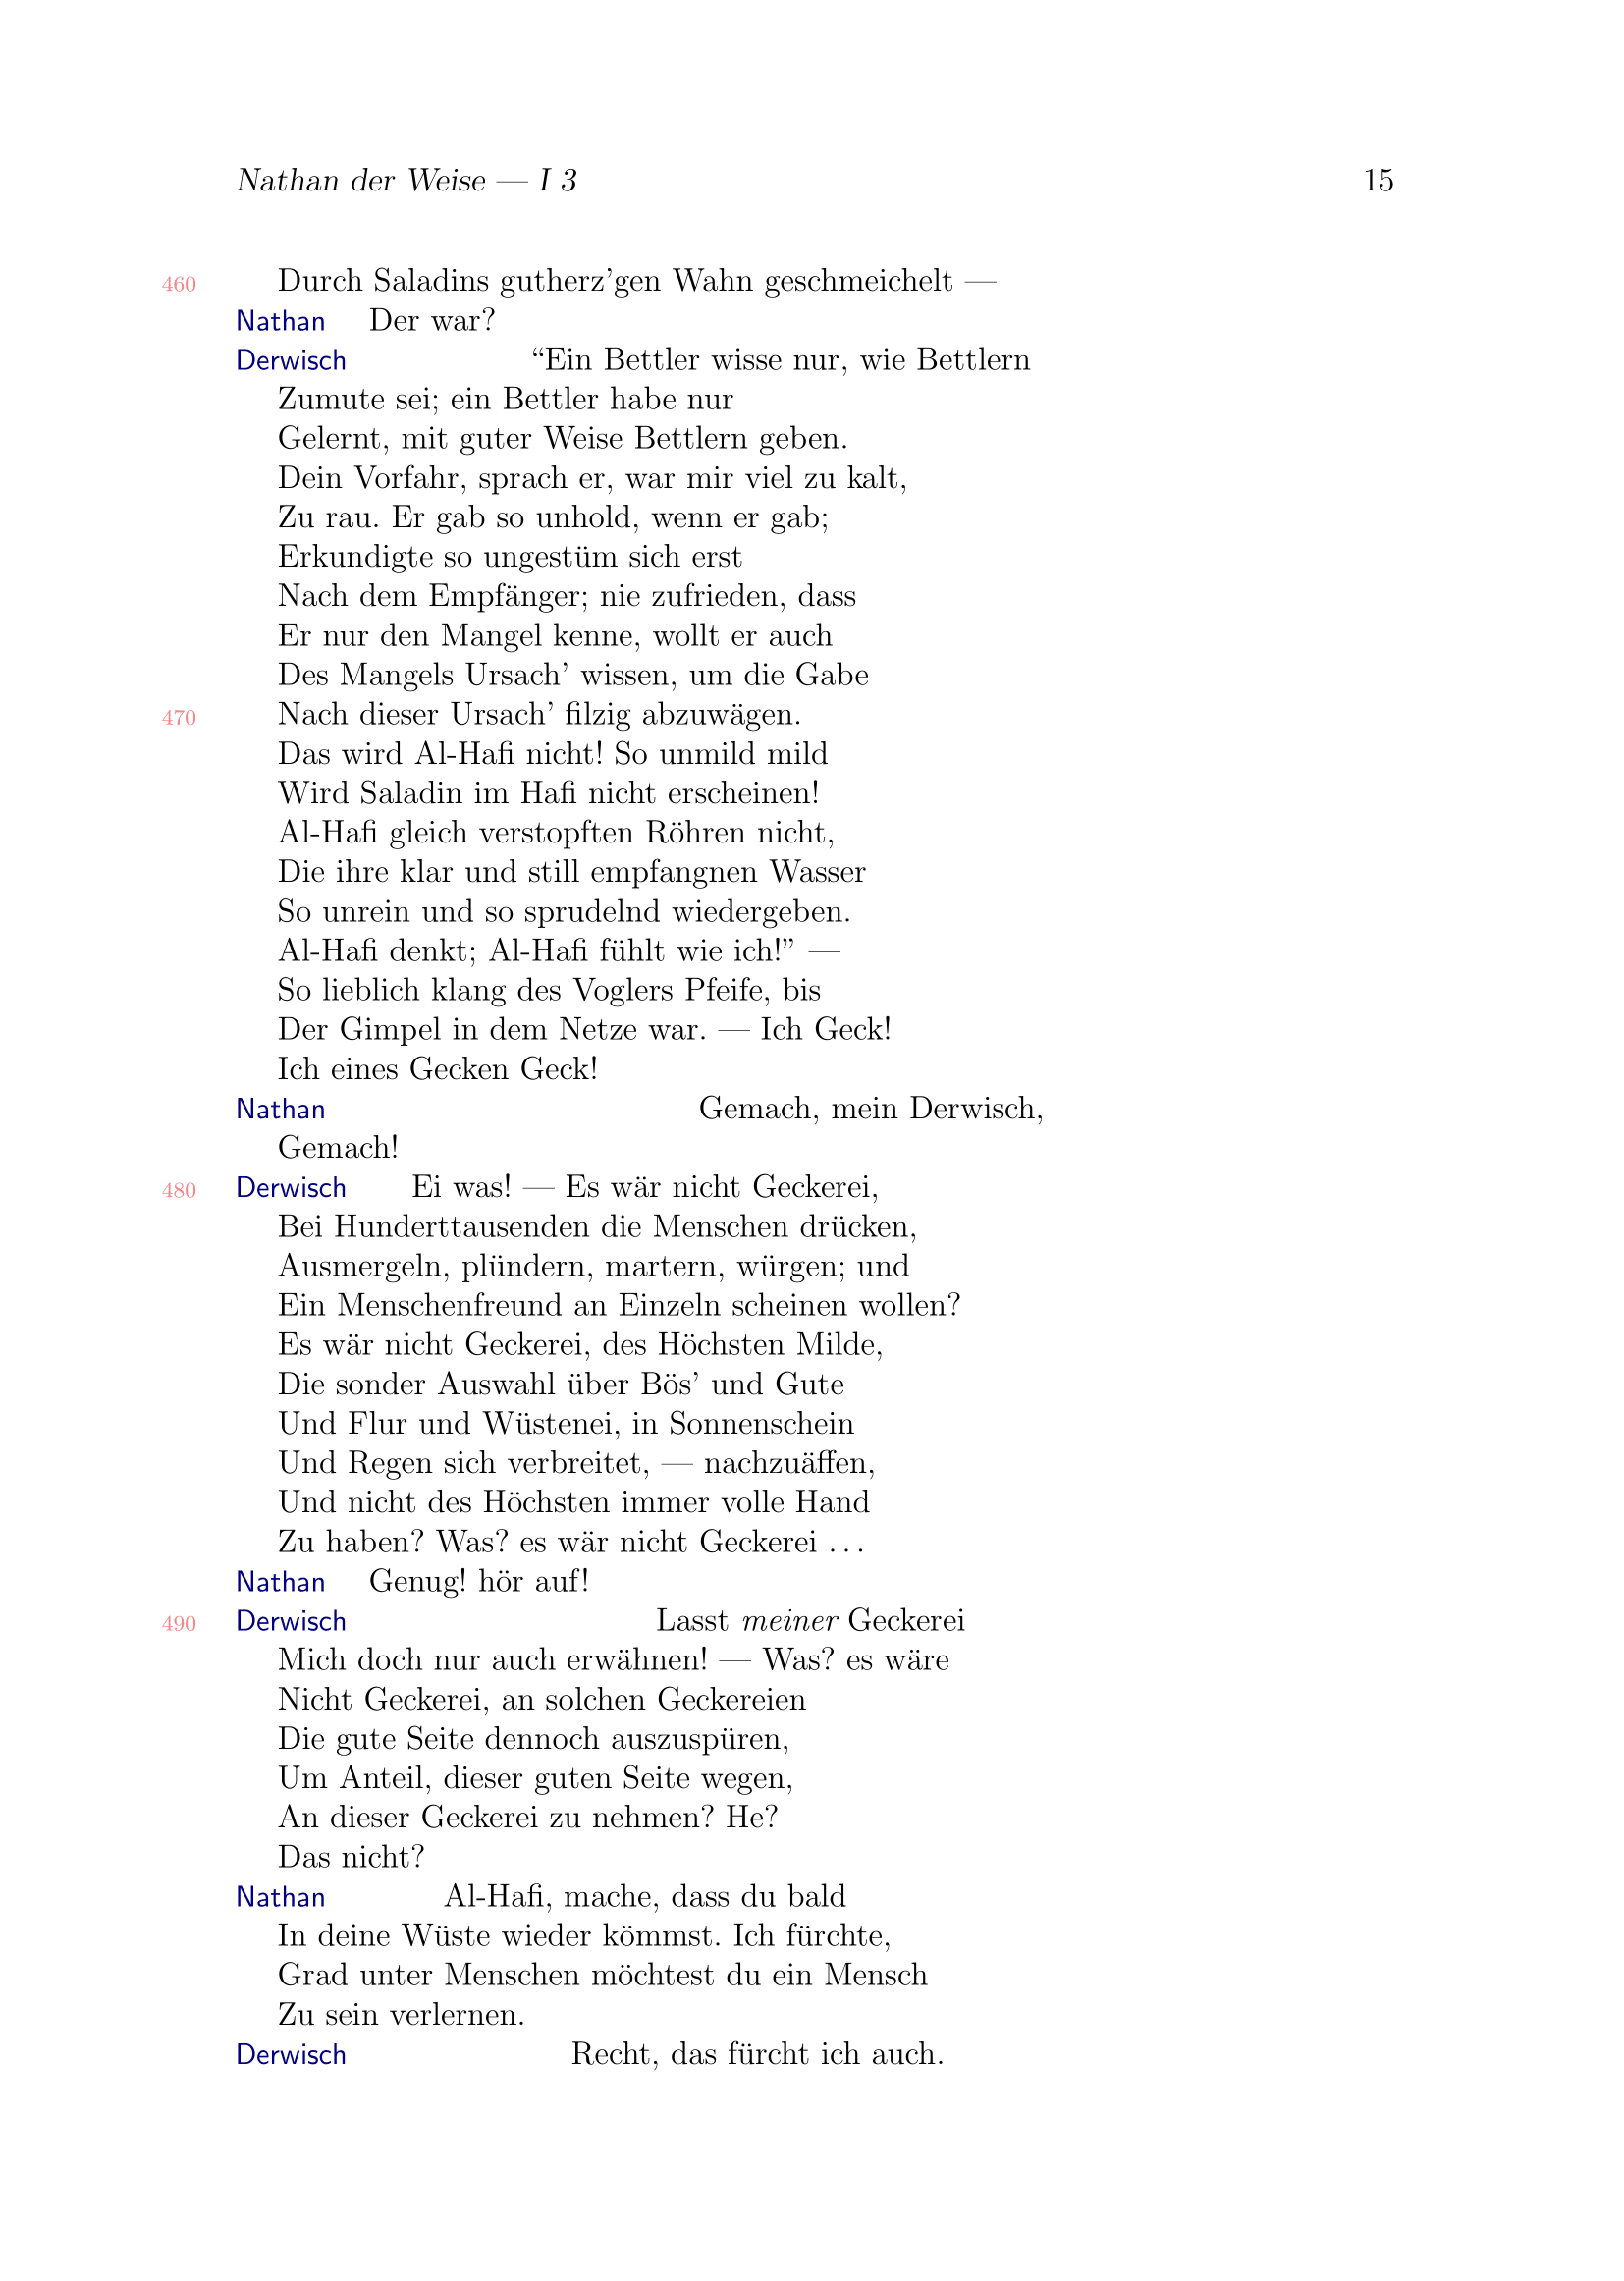 Nathan der Weise — I 3 15
460 Durch Saladins gutherz’gen Wahn geschmeichelt —
Nathan Der war?
Derwisch “Ein Bettler wisse nur, wie Bettlern
Zumute sei; ein Bettler habe nur
Gelernt, mit guter Weise Bettlern geben.
Dein Vorfahr, sprach er, war mir viel zu kalt,
Zu rau. Er gab so unhold, wenn er gab;
Erkundigte so ungestüm sich erst
Nach dem Empfänger; nie zufrieden, dass
Er nur den Mangel kenne, wollt er auch
Des Mangels Ursach’ wissen, um die Gabe
470 Nach dieser Ursach’ filzig abzuwägen.
Das wird Al-Hafi nicht! So unmild mild
Wird Saladin im Hafi nicht erscheinen!
Al-Hafi gleich verstopften Röhren nicht,
Die ihre klar und still empfangnen Wasser
So unrein und so sprudelnd wiedergeben.
Al-Hafi denkt; Al-Hafi fühlt wie ich!” —
So lieblich klang des Voglers Pfeife, bis
Der Gimpel in dem Netze war. — Ich Geck!
Ich eines Gecken Geck!
Nathan Gemach, mein Derwisch,
Gemach!
480 Derwisch Ei was! — Es wär nicht Geckerei,
Bei Hunderttausenden die Menschen drücken,
Ausmergeln, plündern, martern, würgen; und
Ein Menschenfreund an Einzeln scheinen wollen?
Es wär nicht Geckerei, des Höchsten Milde,
Die sonder Auswahl über Bös’ und Gute
Und Flur und Wüstenei, in Sonnenschein
Und Regen sich verbreitet, — nachzuäffen,
Und nicht des Höchsten immer volle Hand
Zu haben? Was? es wär nicht Geckerei …
Nathan Genug! hör auf!
490 Derwisch Lasst meiner Geckerei
Mich doch nur auch erwähnen! — Was? es wäre
Nicht Geckerei, an solchen Geckereien
Die gute Seite dennoch auszuspüren,
Um Anteil, dieser guten Seite wegen,
An dieser Geckerei zu nehmen? He?
Das nicht?
Nathan Al-Hafi, mache, dass du bald
In deine Wüste wieder kömmst. Ich fürchte,
Grad unter Menschen möchtest du ein Mensch
Zu sein verlernen.
Derwisch Recht, das fürcht ich auch.